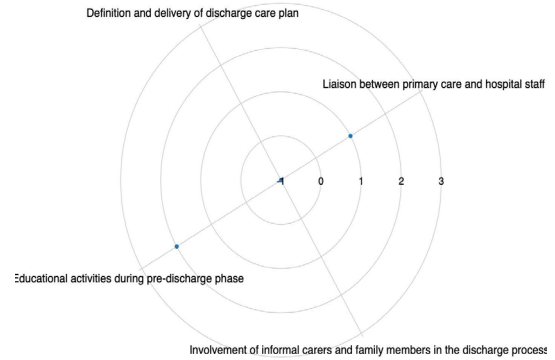 Definition and delivery of discharge care plan
Liaison between primary care and hospital staff
-1 0 1 2 3
Educational activities during pre-discharge phase
Involvement of informal carers and family members in the discharge process